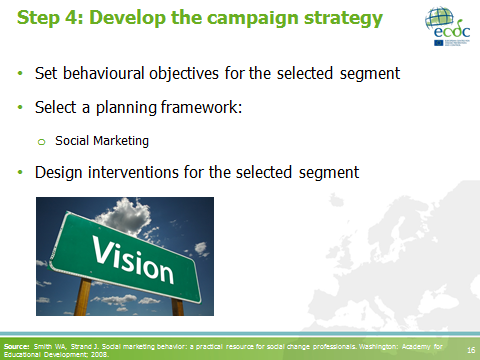 Step 4: Develop the campaign strategy
ecdc
• Set behavioural objectives for the selected segment
• Select a planning framework:
o Social Marketing
• Design interventions for the selected segment
Vision
Source: Smith WA, Strand J. Social marketing behavior: a practical resource for social change professionals. Washington: Academy for
Educational Development; 2008.
16